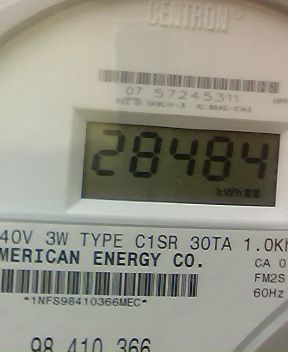 CENTRON®
07 57245311
28484
kWh
40V 3W TYPE C1SR 30TA 1.0K
MERICAN ENERGY CO.
CA 0
FM2S
60Hz
*1NFS98410366MEC*
98 410 366